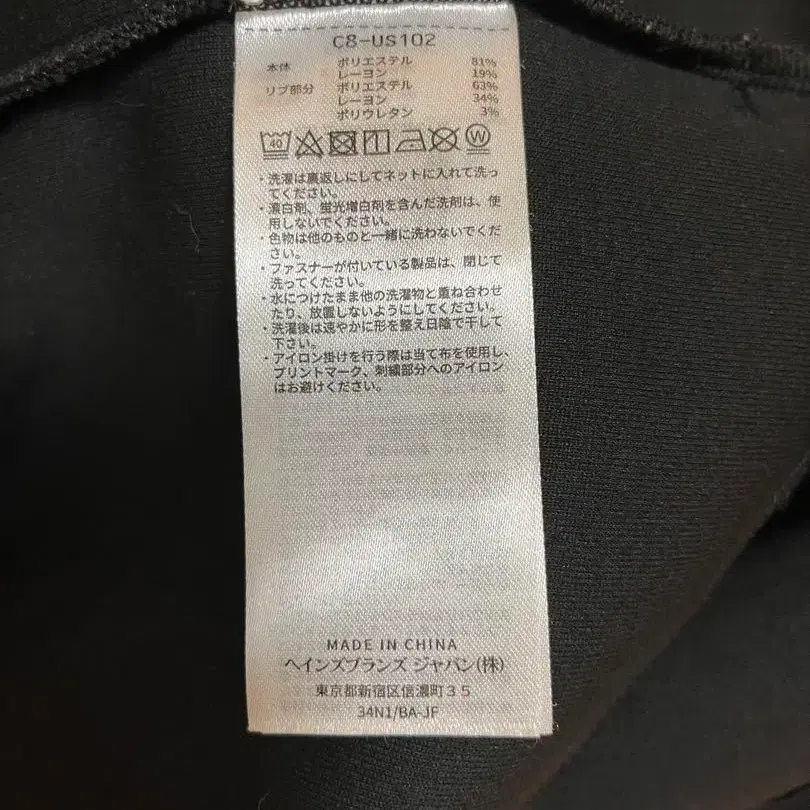 C8-US102
本体 ポリエステル 81%
レーヨン 19%
リブ部分 ポリエステル 63%
レーヨン 34%
ポリウレタン 3%
40 W
・洗濯は裏返しにしてネットに入れて洗っ
てください。
・漂白剤、蛍光増白剤を含んだ洗剤は、使
用しないでください。
・色物は他のものと一緒に洗わないでくだ
さい。
・ファスナーが付いている製品は、閉じて
洗ってください。
・水につけたまま他の洗濯物と重ね合わせ
たり、放置しないようにしてください。
・洗濯後は速やかに形を整え日陰で干して
下さい。
・アイロン掛けを行う際は当て布を使用し、
プリントマーク、刺繍部分へのアイロン
はお避けください。
MADE IN CHINA
ヘインズブランズ ジャパン(株)
東京都新宿区信濃町35
34N1/BA-JF